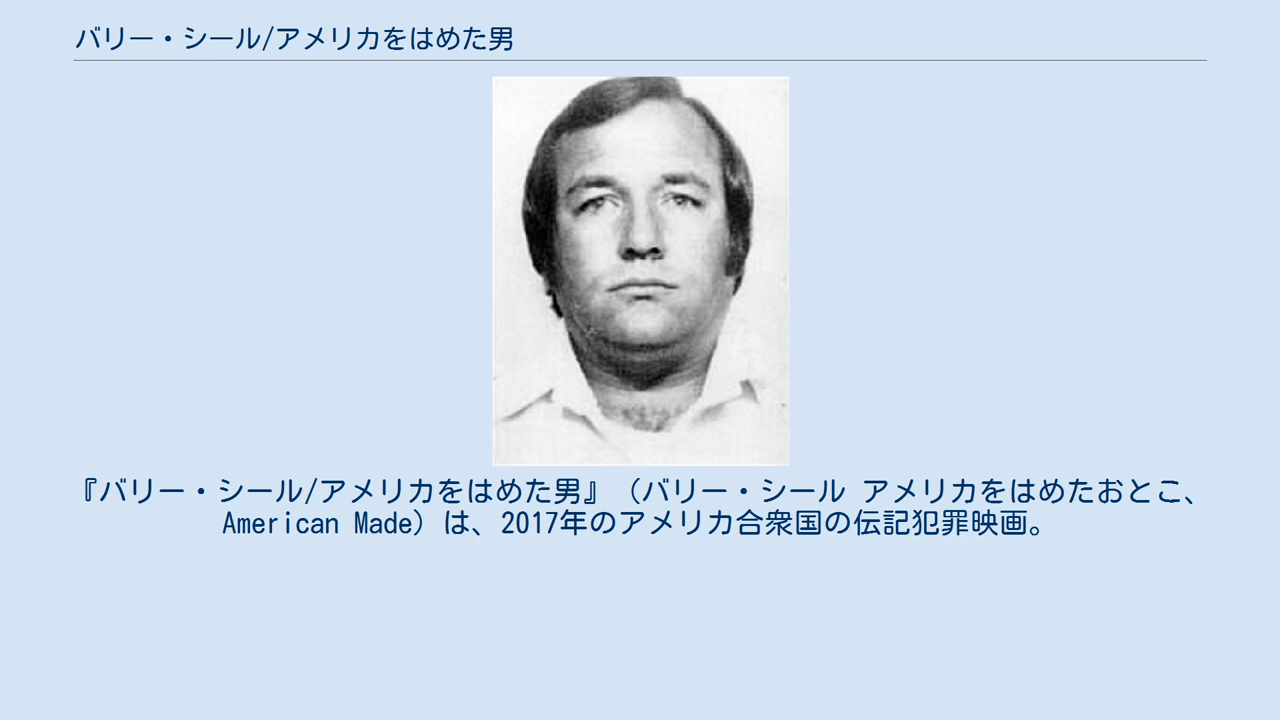 バリー・シール/アメリカをはめた男
『バリー・シール/アメリカをはめた男』（バリー・シール アメリカをはめたおとこ、
American Made）は、2017年のアメリカ合衆国の伝記犯罪映画。